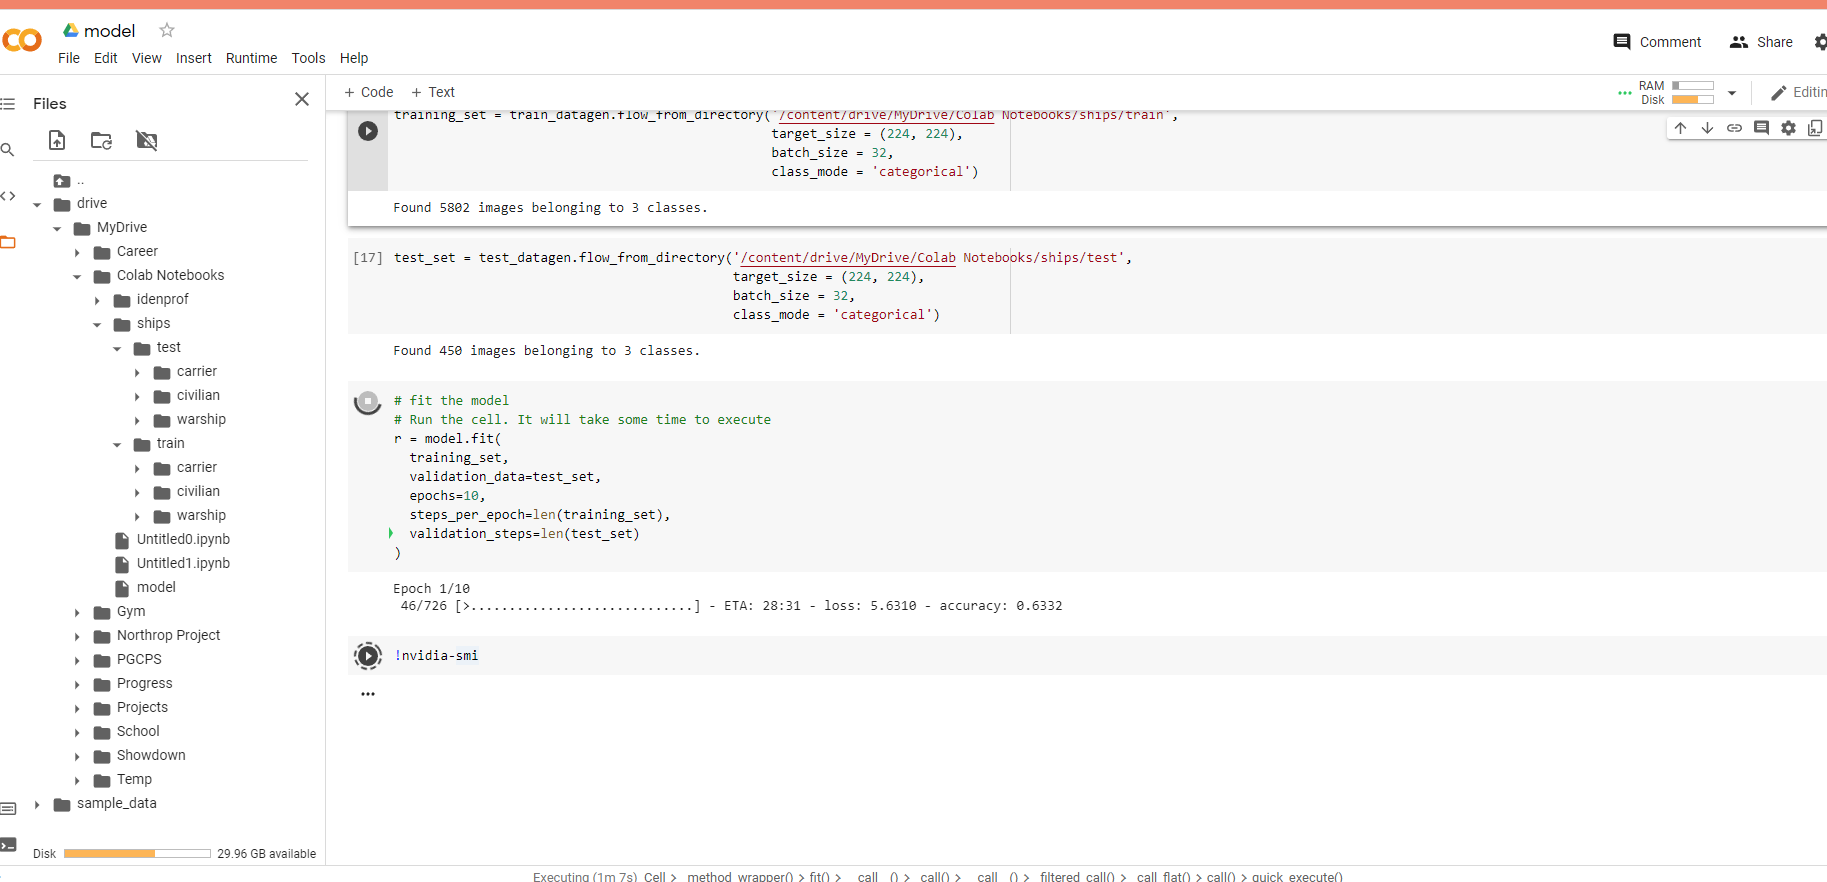 model
File Edit View Insert Runtime Tools Help
Comment Share
Files
+ Code + Text
RAM
Disk
Editin
..
drive
MyDrive
Career
Colab Notebooks
idenprof
ships
test
carrier
civilian
warship
train
carrier
civilian
warship
Untitled0.ipynb
Untitled1.ipynb
model
Gym
Northrop Project
PGCPS
Progress
Projects
School
Showdown
Temp
sample_data
Disk 29.96 GB available
training_set = train_datagen.flow_from_directory('/content/drive/MyDrive/Colab Notebooks/ships/train',
target_size = (224, 224),
batch_size = 32,
class_mode = 'categorical')
Found 5802 images belonging to 3 classes.
[17] test_set = test_datagen.flow_from_directory('/content/drive/MyDrive/Colab Notebooks/ships/test',
target_size = (224, 224),
batch_size = 32,
class_mode = 'categorical')
Found 450 images belonging to 3 classes.
# fit the model
# Run the cell. It will take some time to execute
r = model.fit(
training_set,
validation_data=test_set,
epochs=10,
steps_per_epoch=len(training_set),
validation_steps=len(test_set)
)
Epoch 1/10
46/726 [>.............................] - ETA: 28:31 - loss: 5.6310 - accuracy: 0.6332
!nvidia-smi
...
Executing (1m 7s) Cell > method_wrapper() > fit() > __call__() > _call() > __call__() > _filtered_call() > _call_flat() > call() > quick_execute()